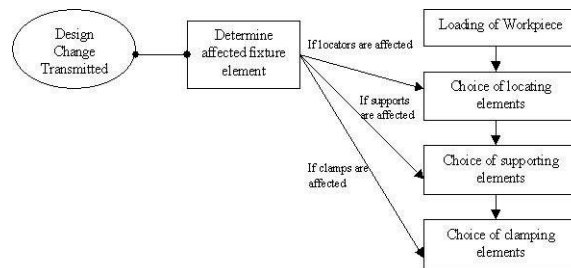 Design
Change
Transmitted
Determine
affected fixture
element
If locators are affected
If supports
are affected
If clamps are
affected
Loading of Workpiece
Choice of locating
elements
Choice of supporting
elements
Choice of clamping
elements